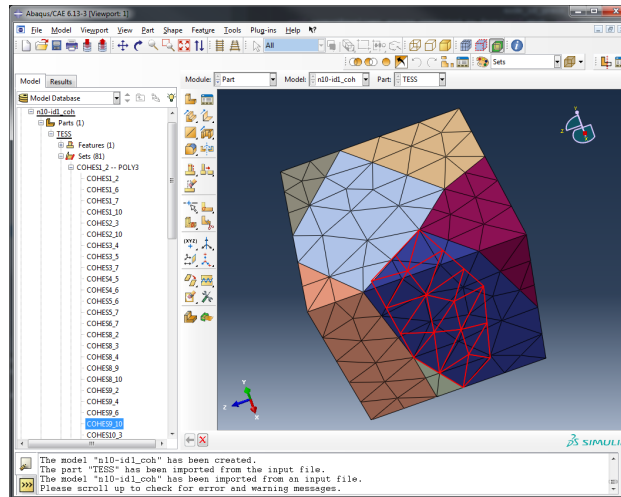 Abaqus/CAE 6.13-3 [Viewport: 1]
File Model Viewport View Part Shape Feature Tools Plug-ins Help
All
Sets
Model Results
Module: Part Model: n10-id1_coh Part: TESS
Model Database
n10-id1_coh
Parts (1)
TESS
Features (1)
Sets (81)
COHES1_2 -- POLY3
COHES1_2
COHES1_6
COHES1_7
COHES1_10
COHES2_3
COHES2_10
COHES3_4
COHES3_5
COHES3_7
COHES4_5
COHES4_6
COHES5_6
COHES5_7
COHES6_7
COHES8_2
COHES8_3
COHES8_4
COHES8_9
COHES8_10
COHES9_2
COHES9_4
COHES9_6
COHES9_10
COHES10_3
(XYZ)
Y
Z
X
Y
Z
SIMULI
The model "n10-id1_coh" has been created.
The part "TESS" has been imported from the input file.
The model "n10-id1_coh" has been imported from an input file.
Please scroll up to check for error and warning messages.
>>>